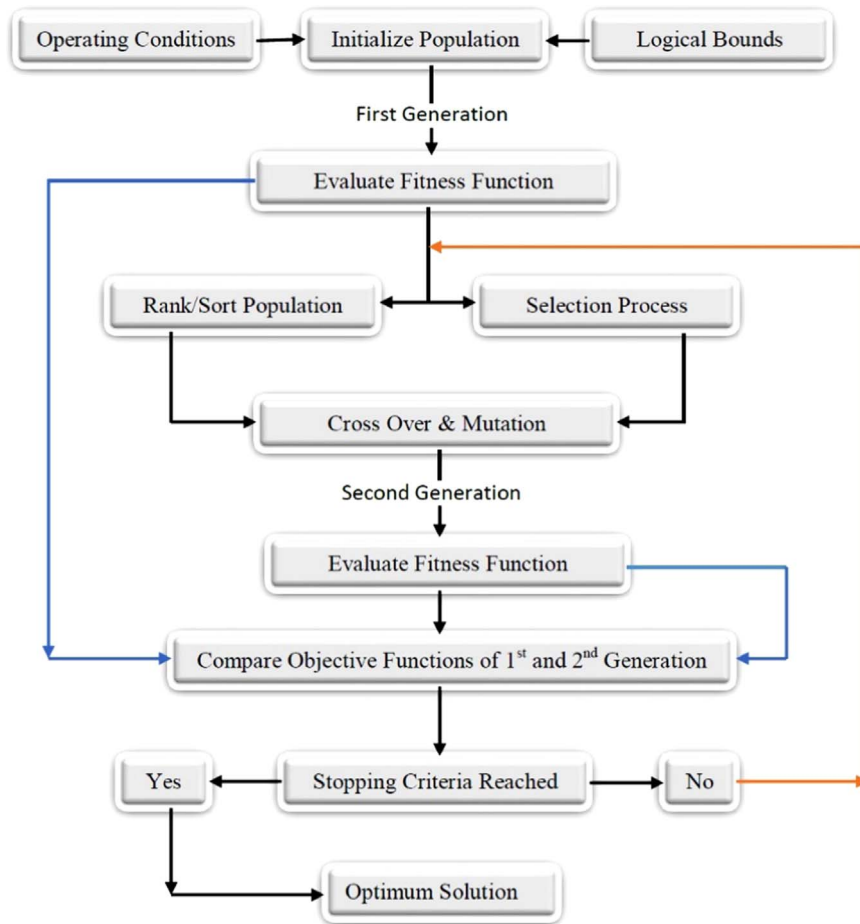 Operating Conditions
Initialize Population
Logical Bounds
First Generation
Evaluate Fitness Function
Rank/Sort Population
Selection Process
Cross Over & Mutation
Second Generation
Evaluate Fitness Function
Compare Objective Functions of 1st and 2nd Generation
Yes
Stopping Criteria Reached
No
Optimum Solution